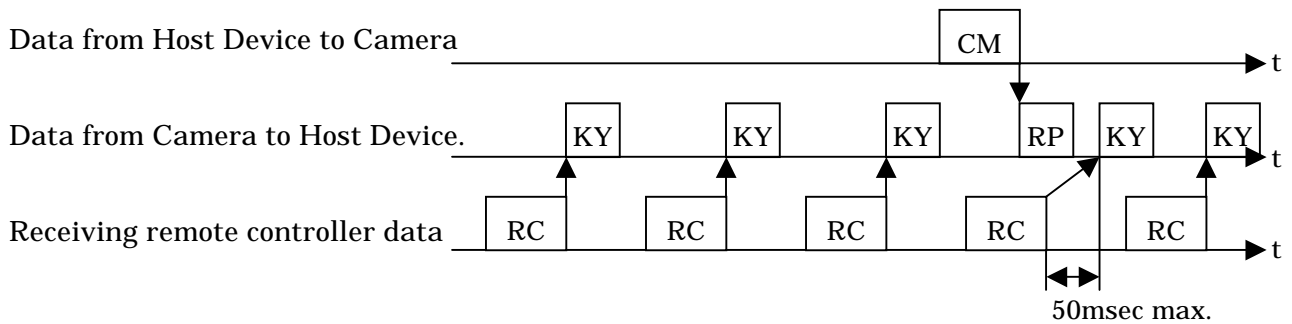 Data from Host Device to Camera
CM
t
Data from Camera to Host Device.
KY KY KY RP KY KY
t
Receiving remote controller data
RC RC RC RC RC
t
50msec max.